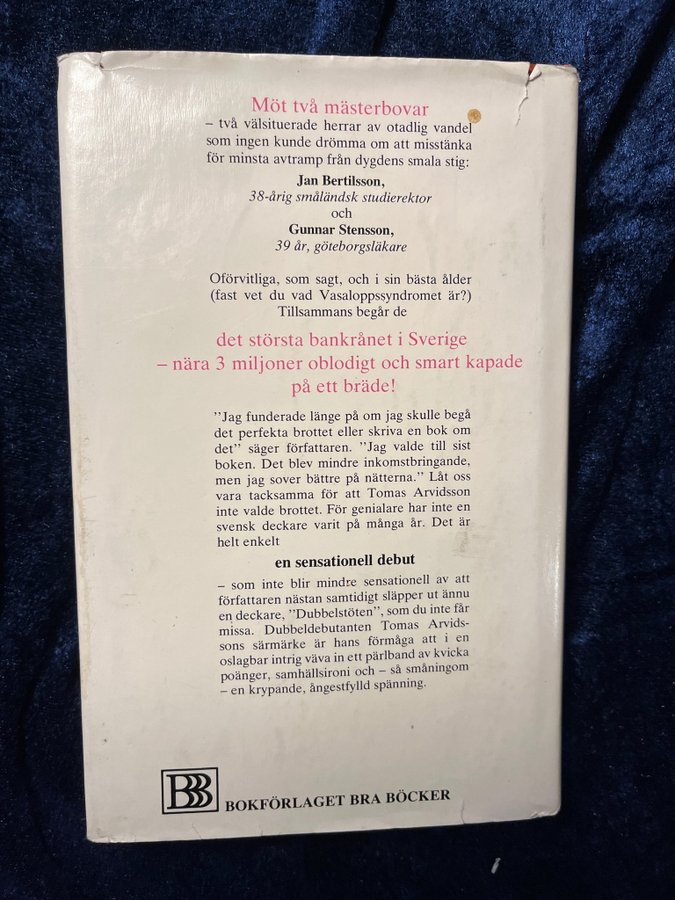 Möt två mästerbovar
– två välsituerade herrar av otadlig vandel
som ingen kunde drömma om att misstänka
för minsta avtramp från dygdens smala stig:
Jan Bertilsson,
38-årig småländsk studierektor
och
Gunnar Stensson,
39 år, göteborgsläkare
Oförvitliga, som sagt, och i sin bästa ålder
(fast vet du vad Vasaloppssyndromet är?)
Tillsammans begår de
det största bankrånet i Sverige
– nära 3 miljoner oblodigt och smart kapade
på ett bräde!
"Jag funderade länge på om jag skulle begå
det perfekta brottet eller skriva en bok om
det" säger författaren. "Jag valde till sist
boken. Det blev mindre inkomstbringande,
men jag sover bättre på nätterna." Låt oss
vara tacksamma för att Tomas Arvidsson
inte valde brottet. För genialare har inte en
svensk deckare varit på många år. Det är
helt enkelt
en sensationell debut
– som inte blir mindre sensationell av att
författaren nästan samtidigt släpper ut ännu
en deckare, "Dubbelstöten", som du inte får
missa. Dubbeldebutanten Tomas Arvids-
sons särmärke är hans förmåga att i en
oslagbar intrig väva in ett pärlband av kvicka
poänger, samhällsironi och – så småningom
– en krypande, ångestfylld spänning.
BBB BOKFÖRLAGET BRA BÖCKER